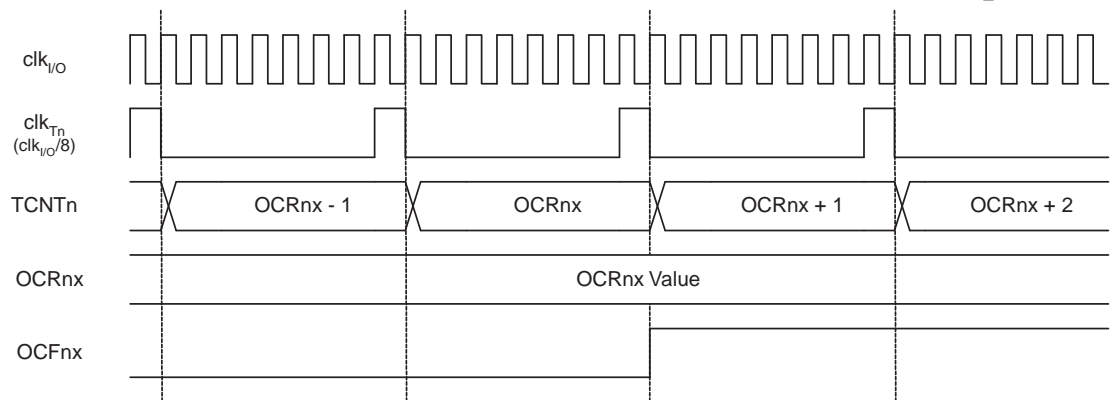 clkI/O
clkTn
(clkI/O/8)
TCNTn OCRnx - 1 OCRnx OCRnx + 1 OCRnx + 2
OCRnx OCRnx Value
OCFnx